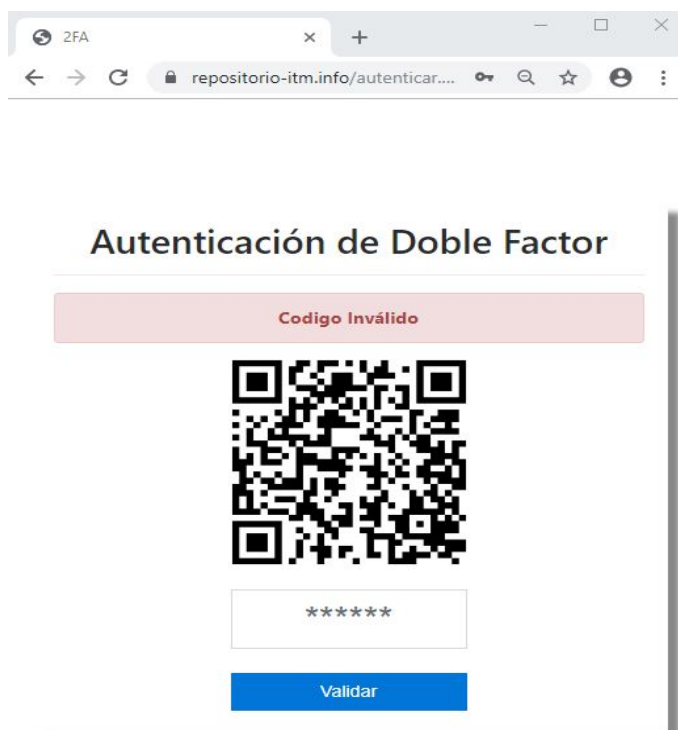 2FA
repositorio-itm.info/autenticar....
Autenticación de Doble Factor
Codigo Inválido
******
Validar